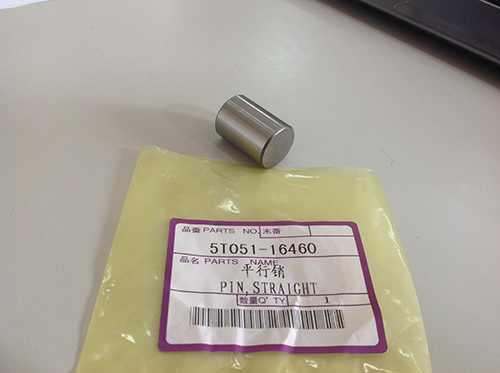 品番 PARTS NO. 末番
5T051-16460
品名 PARTS NAME
平行销
PIN,STRAIGHT
数量Q'TY 1